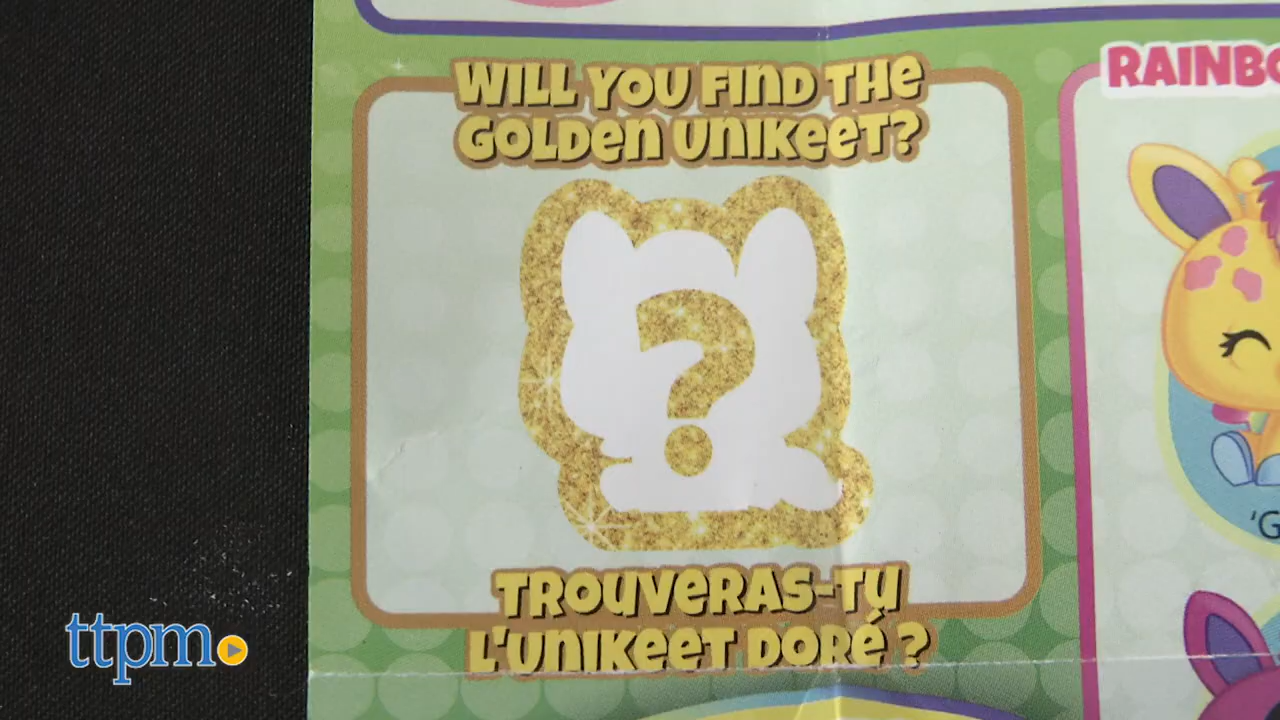 WILL YOU FIND THE
GOLDEN UNIKEET?
RAINBO
TROUVERAS-TU
L'UNIKEET DORÉ ?
'G
ttpm